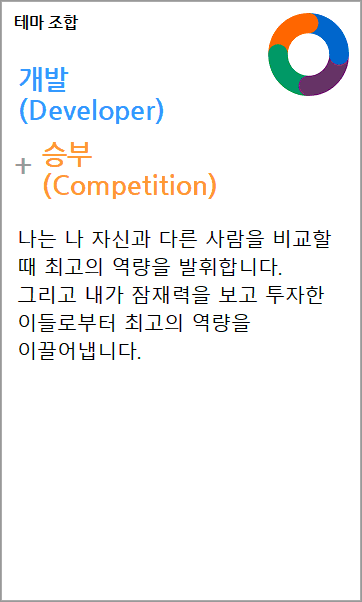 테마 조합
개발
(Developer)
+ 승부
(Competition)
나는 나 자신과 다른 사람을 비교할
때 최고의 역량을 발휘합니다.
그리고 내가 잠재력을 보고 투자한
이들로부터 최고의 역량을
이끌어냅니다.